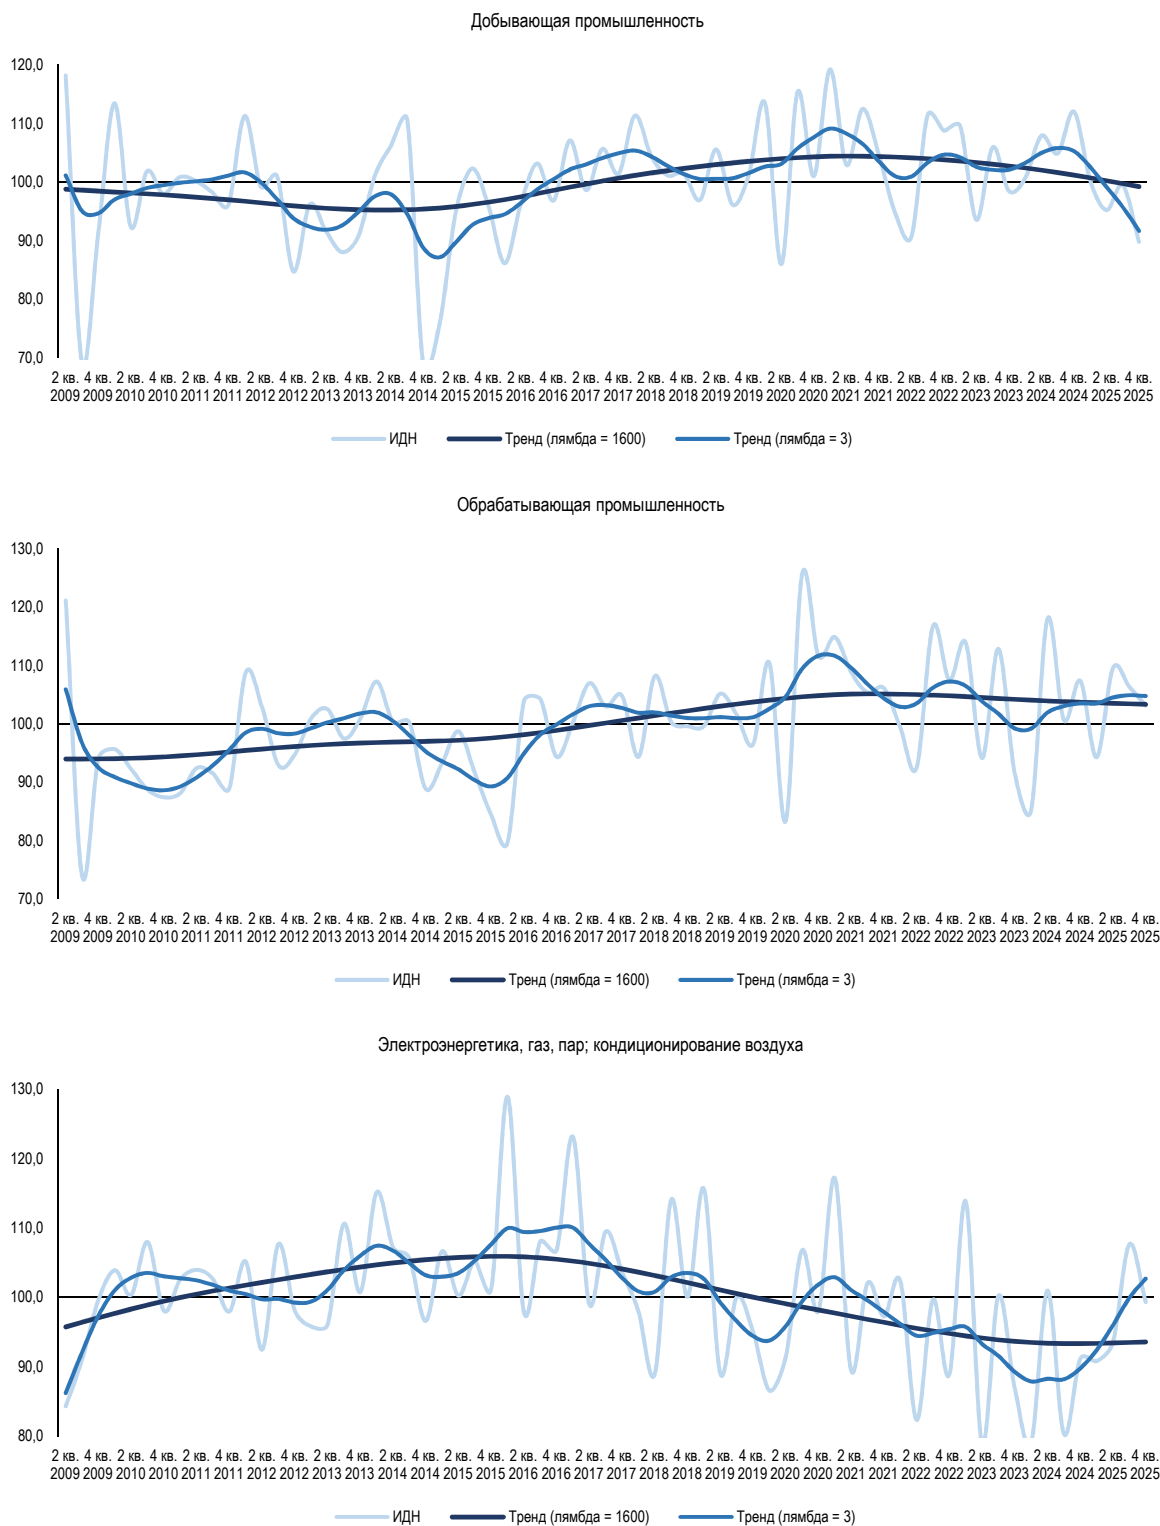 Добывающая промышленность
120,0
110,0
100,0
90,0
80,0
70,0
2 кв. 4 кв. 2 кв. 4 кв. 2 кв. 4 кв. 2 кв. 4 кв. 2 кв. 4 кв. 2 кв. 4 кв. 2 кв. 4 кв. 2 кв. 4 кв. 2 кв. 4 кв. 2 кв. 4 кв. 2 кв. 4 кв. 2 кв. 4 кв. 2 кв. 4 кв. 2 кв. 4 кв. 2 кв. 4 кв. 2 кв. 4 кв. 2 кв. 4 кв.
2009 2009 2010 2010 2011 2011 2012 2012 2013 2013 2014 2014 2015 2015 2016 2016 2017 2017 2018 2018 2019 2019 2020 2020 2021 2021 2022 2022 2023 2023 2024 2024 2025 2025
ИДН Тренд (лямбда = 1600) Тренд (лямбда = 3)
Обрабатывающая промышленность
130,0
120,0
110,0
100,0
90,0
80,0
70,0
2 кв. 4 кв. 2 кв. 4 кв. 2 кв. 4 кв. 2 кв. 4 кв. 2 кв. 4 кв. 2 кв. 4 кв. 2 кв. 4 кв. 2 кв. 4 кв. 2 кв. 4 кв. 2 кв. 4 кв. 2 кв. 4 кв. 2 кв. 4 кв. 2 кв. 4 кв. 2 кв. 4 кв. 2 кв. 4 кв. 2 кв. 4 кв. 2 кв. 4 кв.
2009 2009 2010 2010 2011 2011 2012 2012 2013 2013 2014 2014 2015 2015 2016 2016 2017 2017 2018 2018 2019 2019 2020 2020 2021 2021 2022 2022 2023 2023 2024 2024 2025 2025
ИДН Тренд (лямбда = 1600) Тренд (лямбда = 3)
Электроэнергетика, газ, пар; кондиционирование воздуха
130,0
120,0
110,0
100,0
90,0
80,0
2 кв. 4 кв. 2 кв. 4 кв. 2 кв. 4 кв. 2 кв. 4 кв. 2 кв. 4 кв. 2 кв. 4 кв. 2 кв. 4 кв. 2 кв. 4 кв. 2 кв. 4 кв. 2 кв. 4 кв. 2 кв. 4 кв. 2 кв. 4 кв. 2 кв. 4 кв. 2 кв. 4 кв. 2 кв. 4 кв. 2 кв. 4 кв. 2 кв. 4 кв.
2009 2009 2010 2010 2011 2011 2012 2012 2013 2013 2014 2014 2015 2015 2016 2016 2017 2017 2018 2018 2019 2019 2020 2020 2021 2021 2022 2022 2023 2023 2024 2024 2025 2025
ИДН Тренд (лямбда = 1600) Тренд (лямбда = 3)